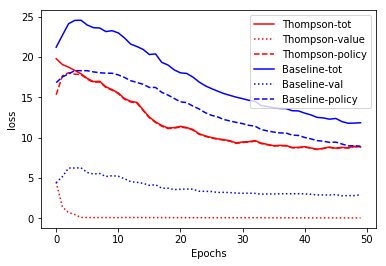 25
20
15
10
5
0
loss
0
10
20
30
40
50
Epochs
Thompson-tot
Thompson-value
Thompson-policy
Baseline-tot
Baseline-val
Baseline-policy